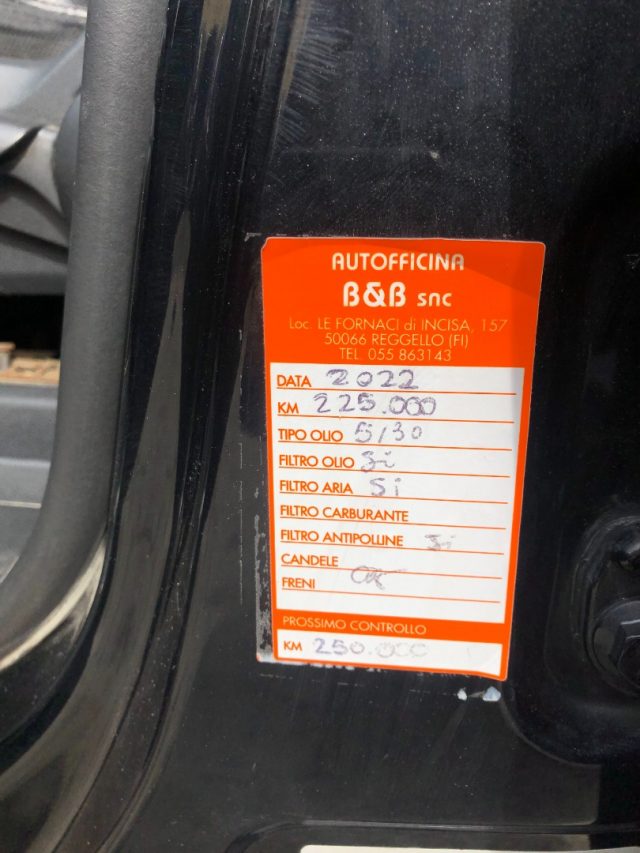 AUTOFFICINA
B&B snc
Loc. LE FORNACI di INCISA, 157
50066 REGGELLO (FI)
TEL. 055 863143
DATA 2022
KM 225.000
TIPO OLIO 5/30
FILTRO OLIO Si
FILTRO ARIA Si
FILTRO CARBURANTE
FILTRO ANTIPOLLINE Si
CANDELE
FRENI OK
PROSSIMO CONTROLLO
KM 250.000